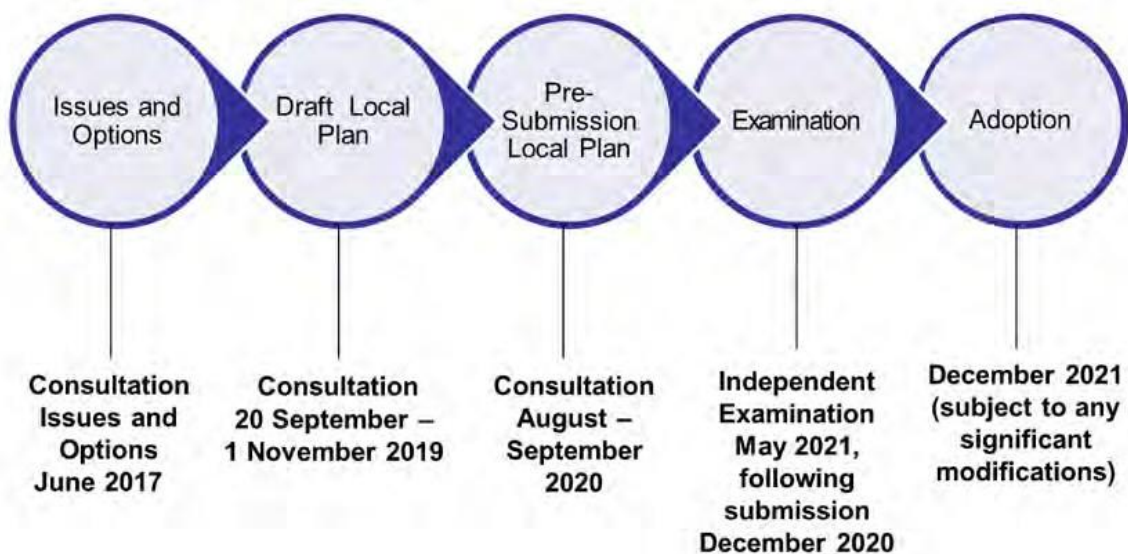 Issues and
Options
Draft Local
Plan
Pre-
Submission
Local Plan
Examination
Adoption
Consultation
Issues and
Options
June 2017
Consultation
20 September –
1 November 2019
Consultation
August –
September
2020
Independent
Examination
May 2021,
following
submission
December 2020
December 2021
(subject to any
significant
modifications)